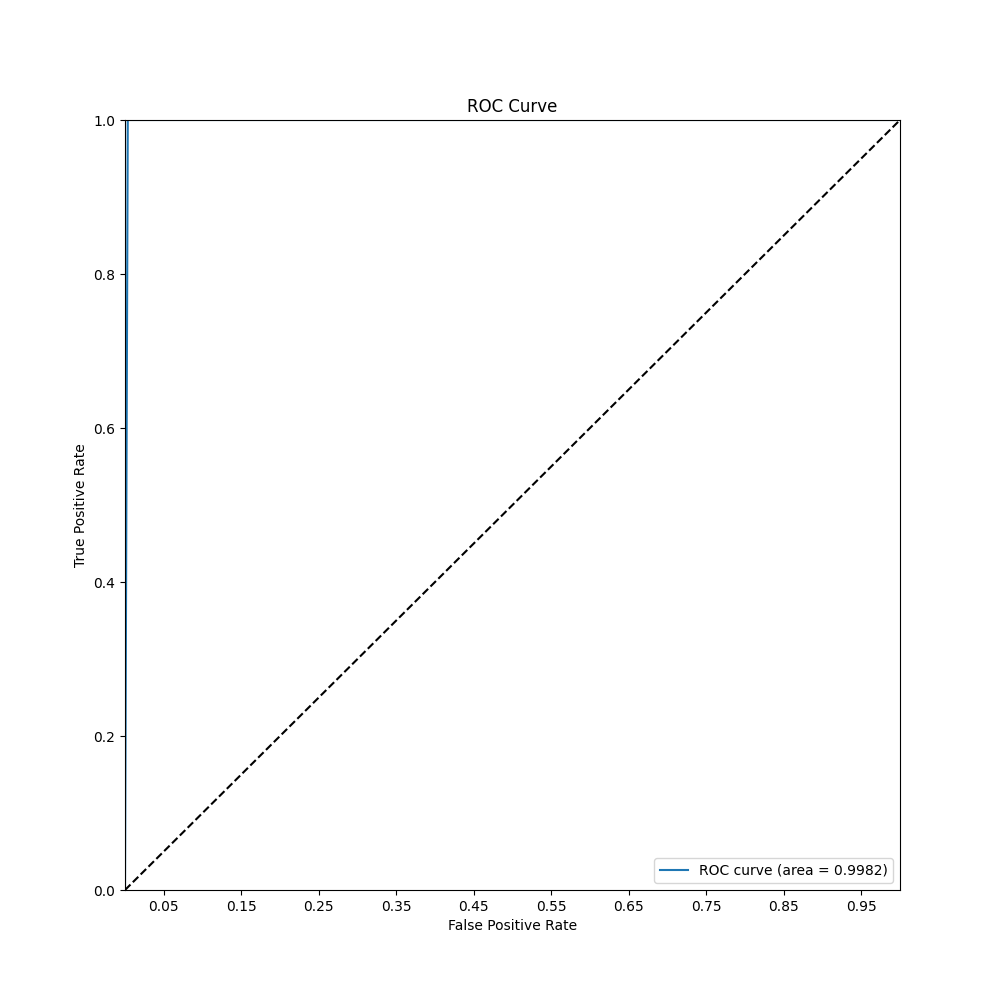 ROC Curve
1.0
0.8
0.6
0.4
0.2
0.0
True Positive Rate
ROC curve (area = 0.9982)
0.05 0.15 0.25 0.35 0.45 0.55 0.65 0.75 0.85 0.95
False Positive Rate